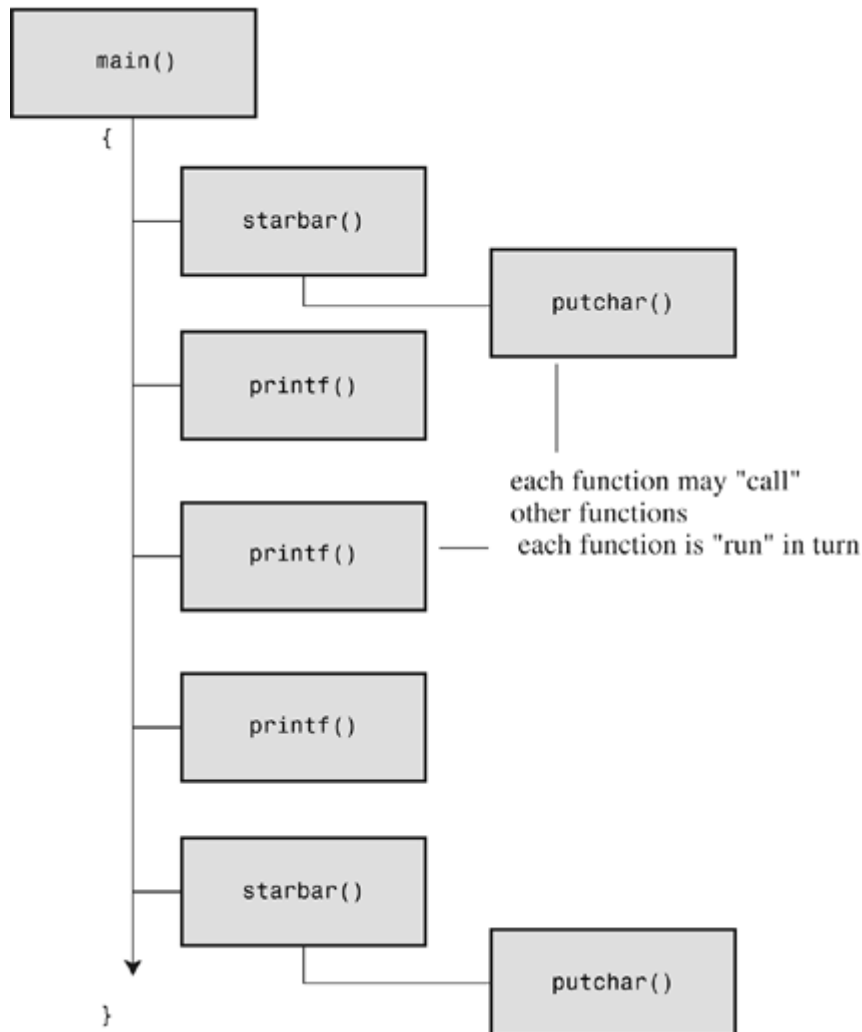 main()
{
starbar()
putchar()
printf()
each function may "call"
other functions
each function is "run" in turn
printf()
printf()
starbar()
putchar()
}